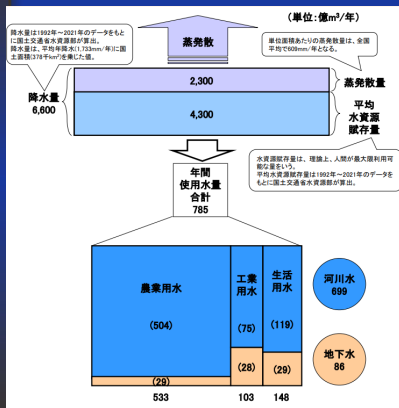 (単位:億m³/年)
降水量は1992年~2021年のデータをもと
に国土交通省水資源部が算出。
降水量は、平均年降水(1,733mm/年)に国
土面積(378千km²)を乗じた値。
蒸発散
単位面積あたりの蒸発散量は、全国
平均で609mm/年となる。
降水量
6,600
2,300
蒸発散量
4,300
平均
水資源
賦存量
水資源賦存量は、理論上、人間が最大限利用可
能な量をいう。
平均水資源賦存量は1992年~2021年のデータを
もとに国土交通省水資源部が算出。
年間
使用水量
合計
785
農業用水
(504)
(29)
533
工業
用水
(75)
(28)
103
生活
用水
(119)
(29)
148
河川水
699
地下水
86